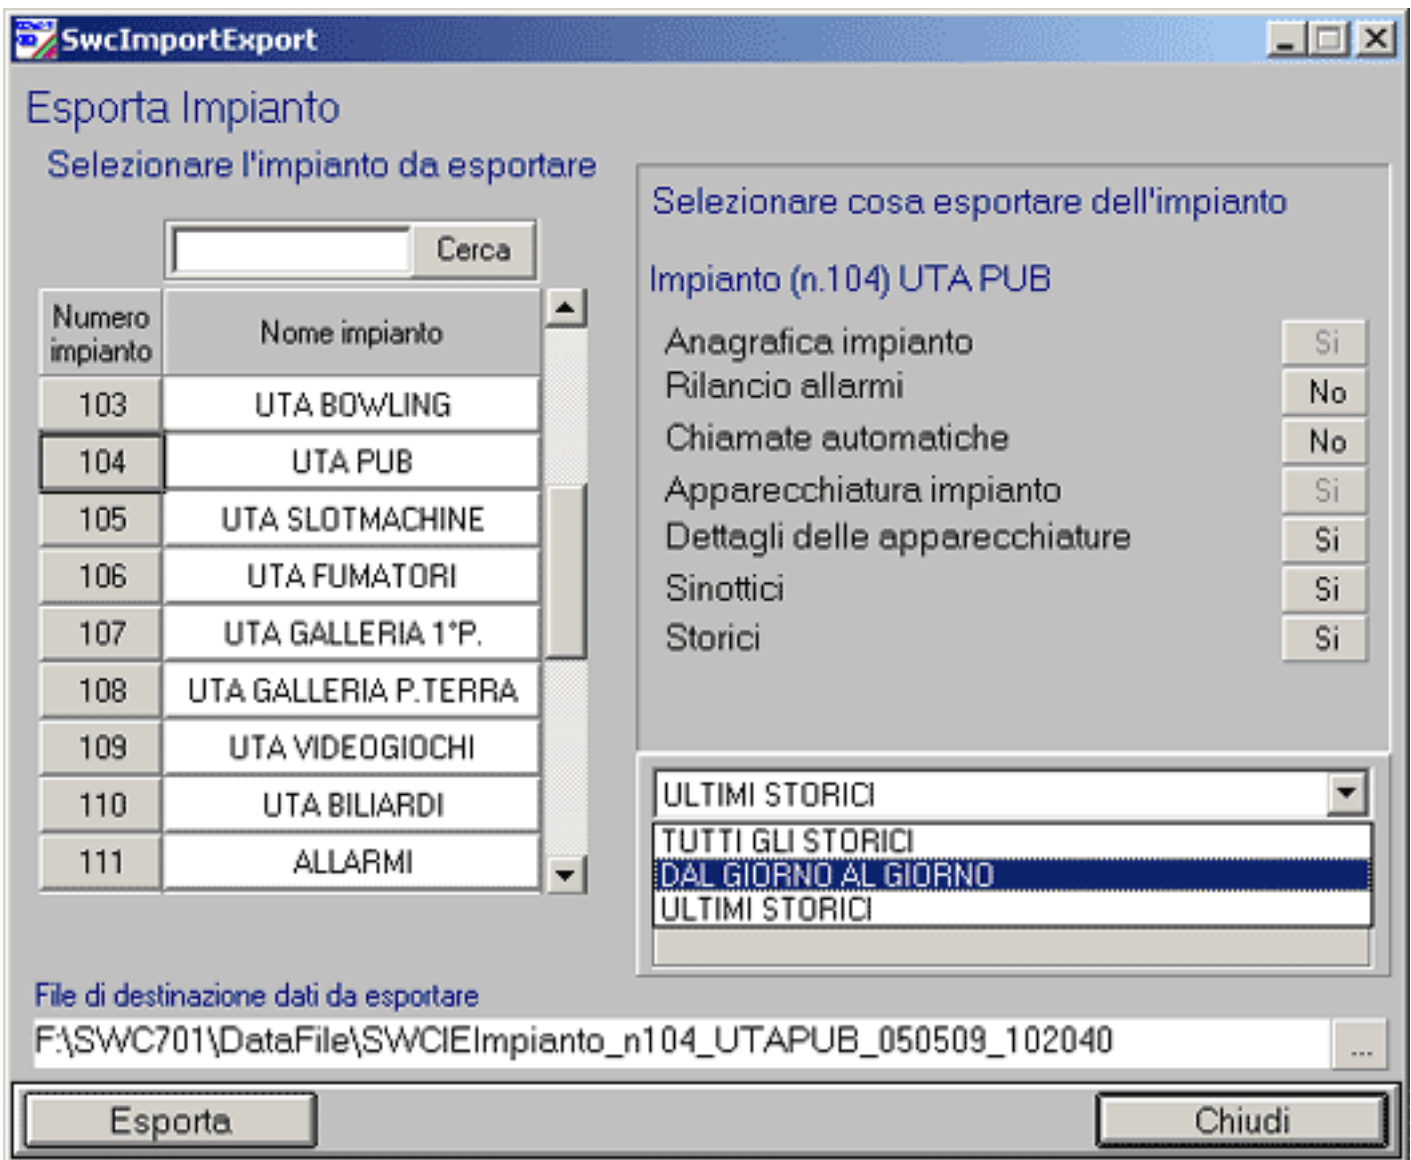 SwcImportExport
Esporta Impianto
Selezionare l'impianto da esportare
Cerca
Numero impianto Nome impianto
103 UTA BOWLING
104 UTA PUB
105 UTA SLOTMACHINE
106 UTA FUMATORI
107 UTA GALLERIA 1°P.
108 UTA GALLERIA P.TERRA
109 UTA VIDEOGIOCHI
110 UTA BILIARDI
111 ALLARMI
Selezionare cosa esportare dell'impianto
Impianto (n.104) UTA PUB
Anagrafica impianto Si
Rilancio allarmi No
Chiamate automatiche No
Apparecchiatura impianto Si
Dettagli delle apparecchiature Si
Sinottici Si
Storici Si
ULTIMI STORICI
TUTTI GLI STORICI
DAL GIORNO AL GIORNO
ULTIMI STORICI
File di destinazione dati da esportare
F:\SWC701\DataFile\SWCIEImpianto_n104_UTAPUB_050509_102040
...
Esporta Chiudi